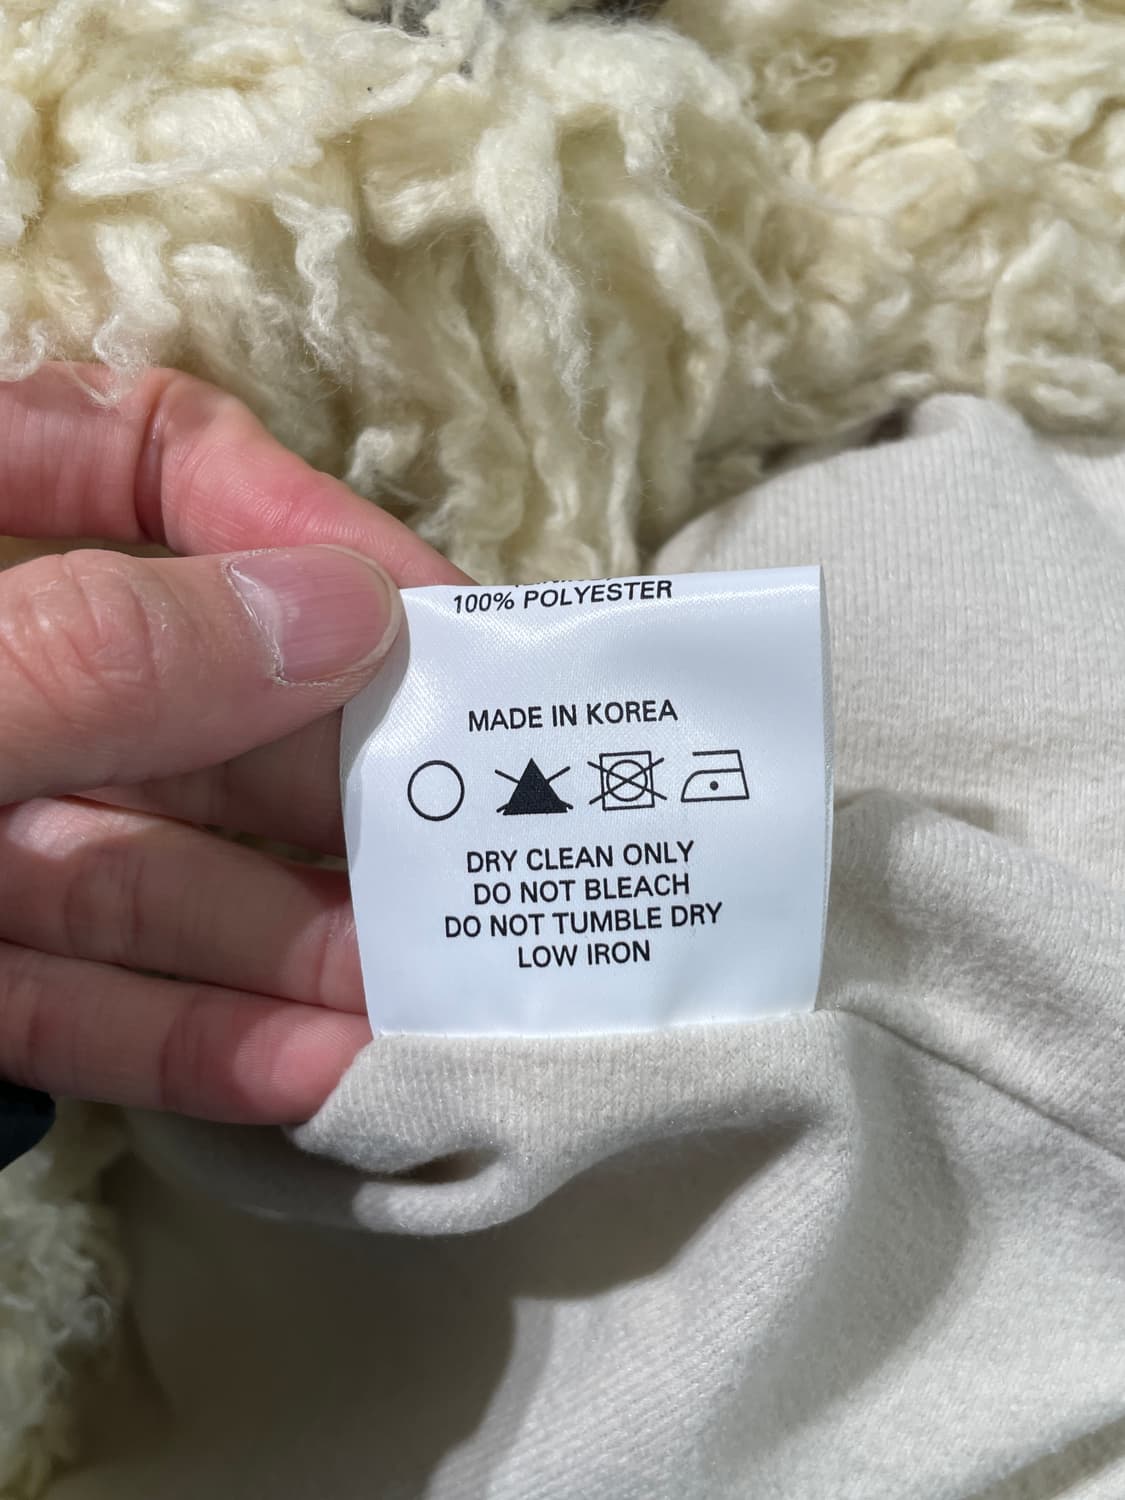 100% POLYESTER
MADE IN KOREA
DRY CLEAN ONLY
DO NOT BLEACH
DO NOT TUMBLE DRY
LOW IRON